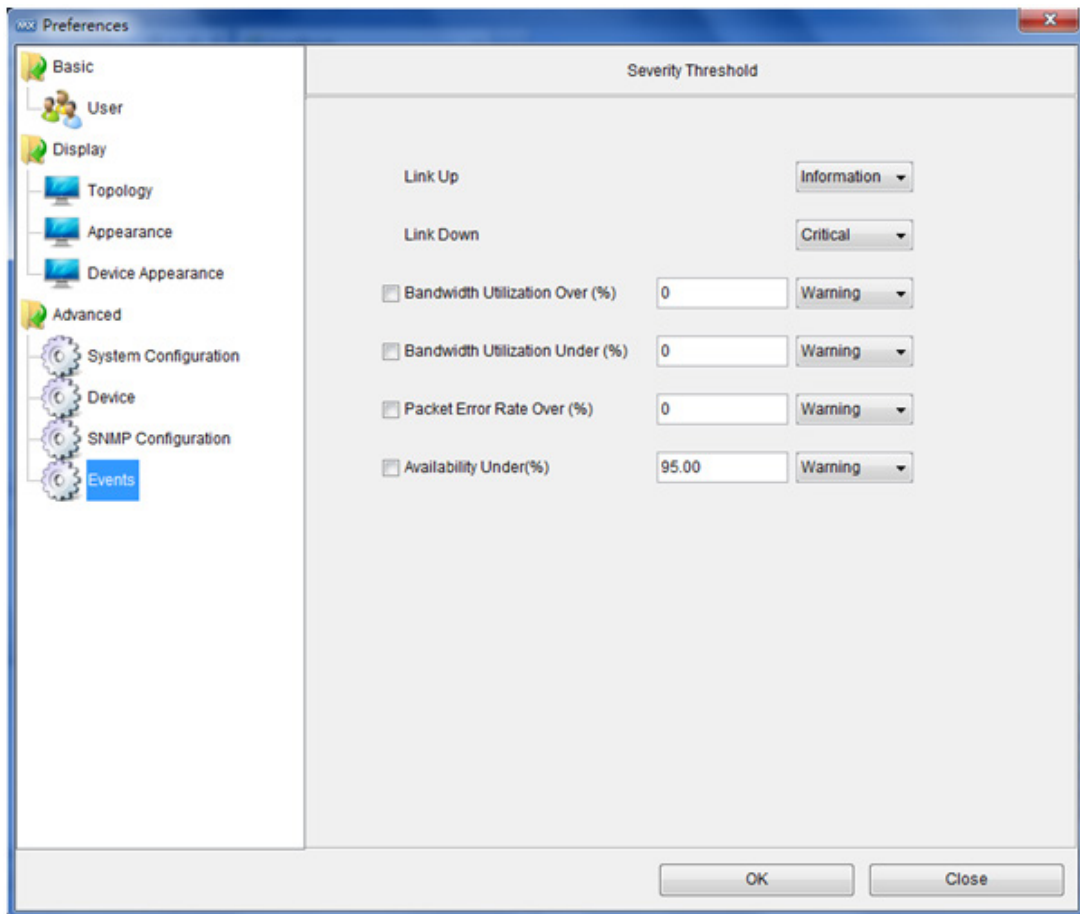 MX Preferences
Basic
User
Display
Topology
Appearance
Device Appearance
Advanced
System Configuration
Device
SNMP Configuration
Events
Severity Threshold
Link Up Information
Link Down Critical
Bandwidth Utilization Over (%) 0 Warning
Bandwidth Utilization Under (%) 0 Warning
Packet Error Rate Over (%) 0 Warning
Availability Under(%) 95.00 Warning
OK Close